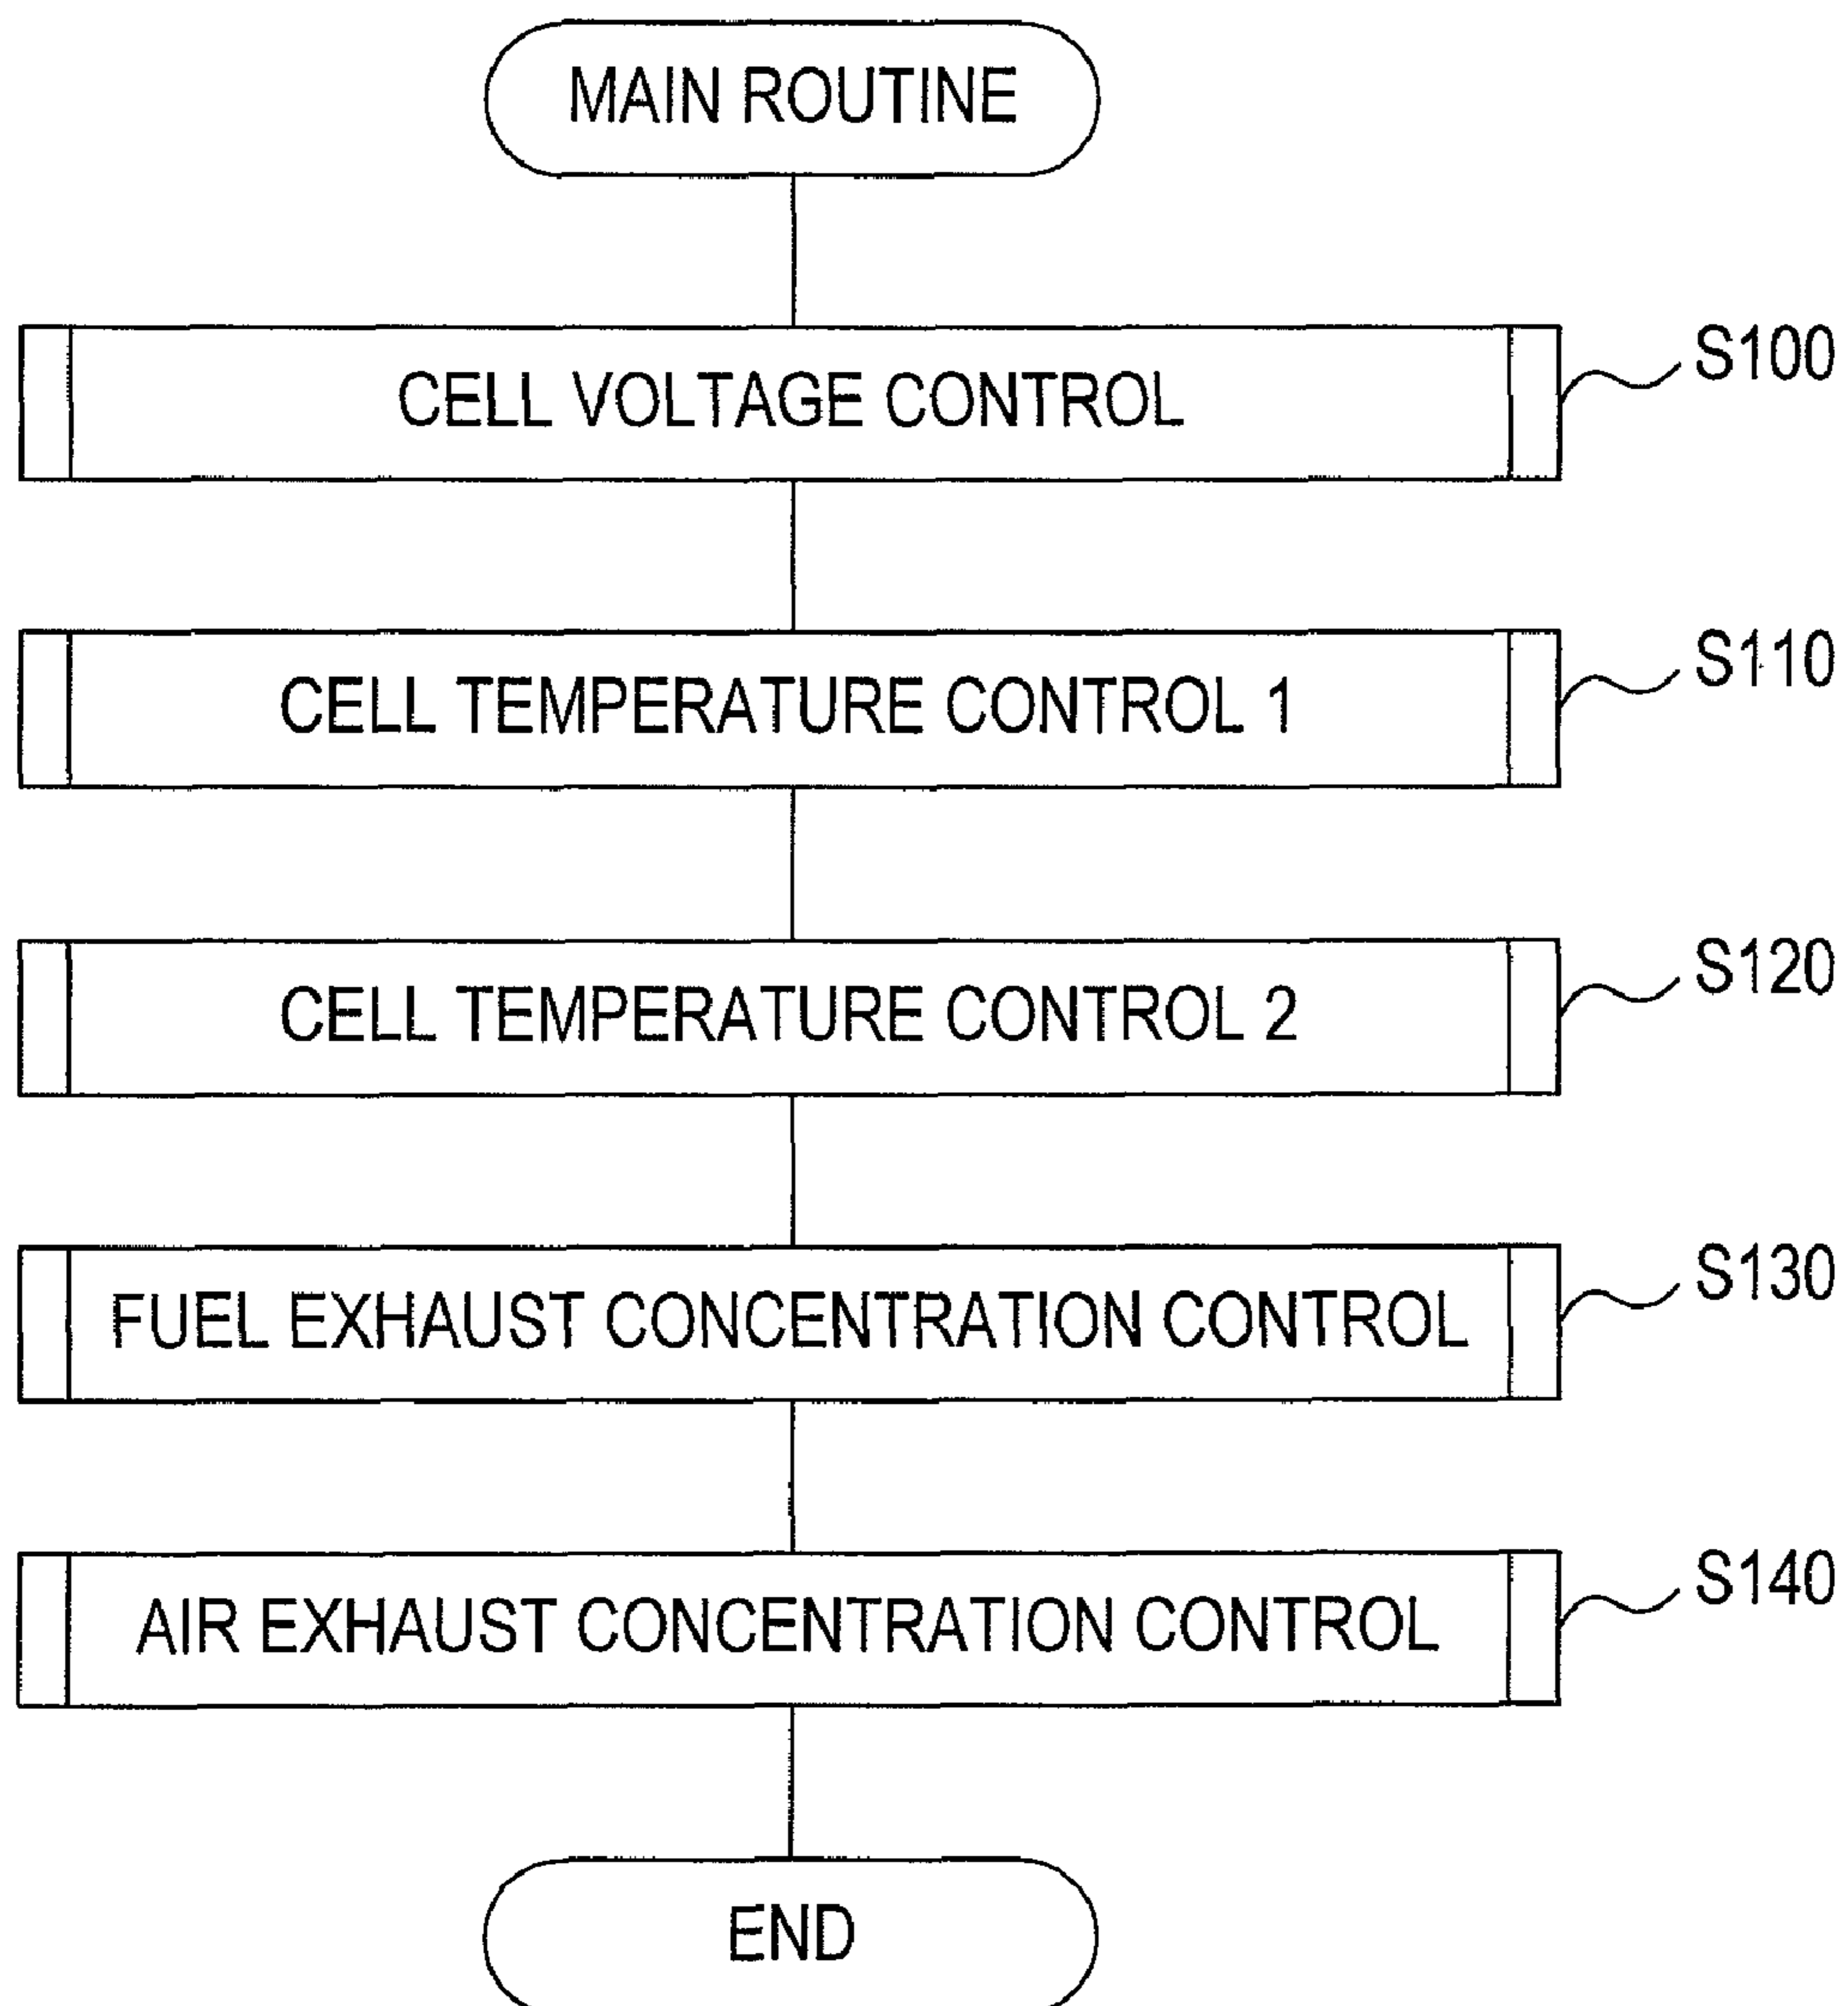 MAIN ROUTINE
CELL VOLTAGE CONTROL
S100
CELL TEMPERATURE CONTROL 1
S110
CELL TEMPERATURE CONTROL 2
S120
FUEL EXHAUST CONCENTRATION CONTROL
S130
AIR EXHAUST CONCENTRATION CONTROL
S140
END